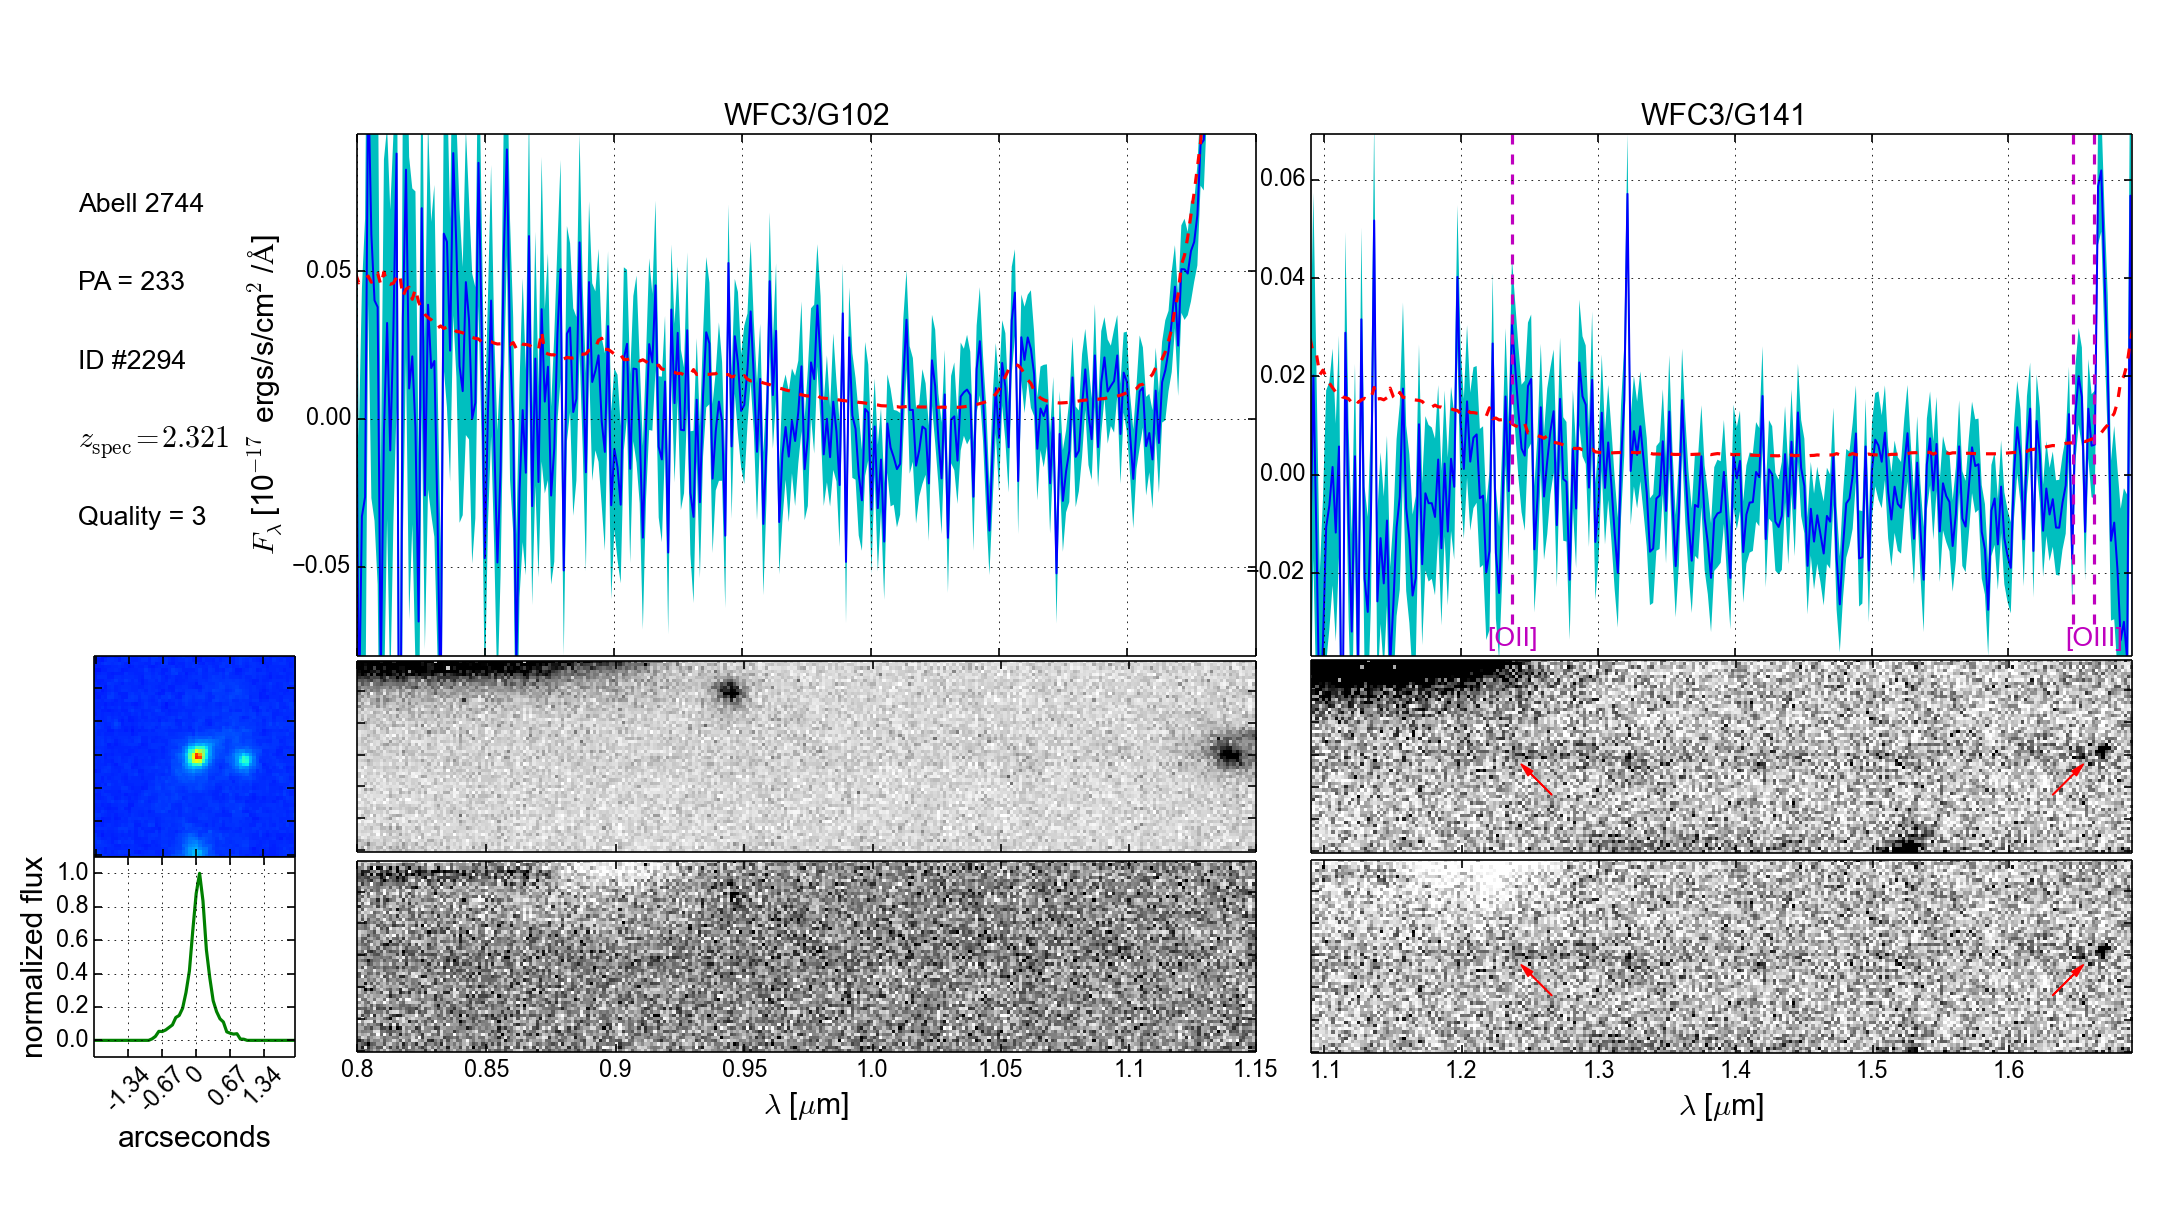 WFC3/G102
WFC3/G141
Abell 2744
PA = 233
ID #2294
z_spec = 2.321
Quality = 3
F_λ [10^−17 ergs/s/cm^2/Å]
0.05
0.00
−0.05
0.06
0.04
0.02
0.00
−0.02
[OII]
[OIII]
normalized flux
1.0
0.8
0.6
0.4
0.2
0.0
-1.34
-0.67
0
0.67
1.34
arcseconds
0.8
0.85
0.9
0.95
1.0
1.05
1.1
1.15
λ [μm]
1.1
1.2
1.3
1.4
1.5
1.6
λ [μm]